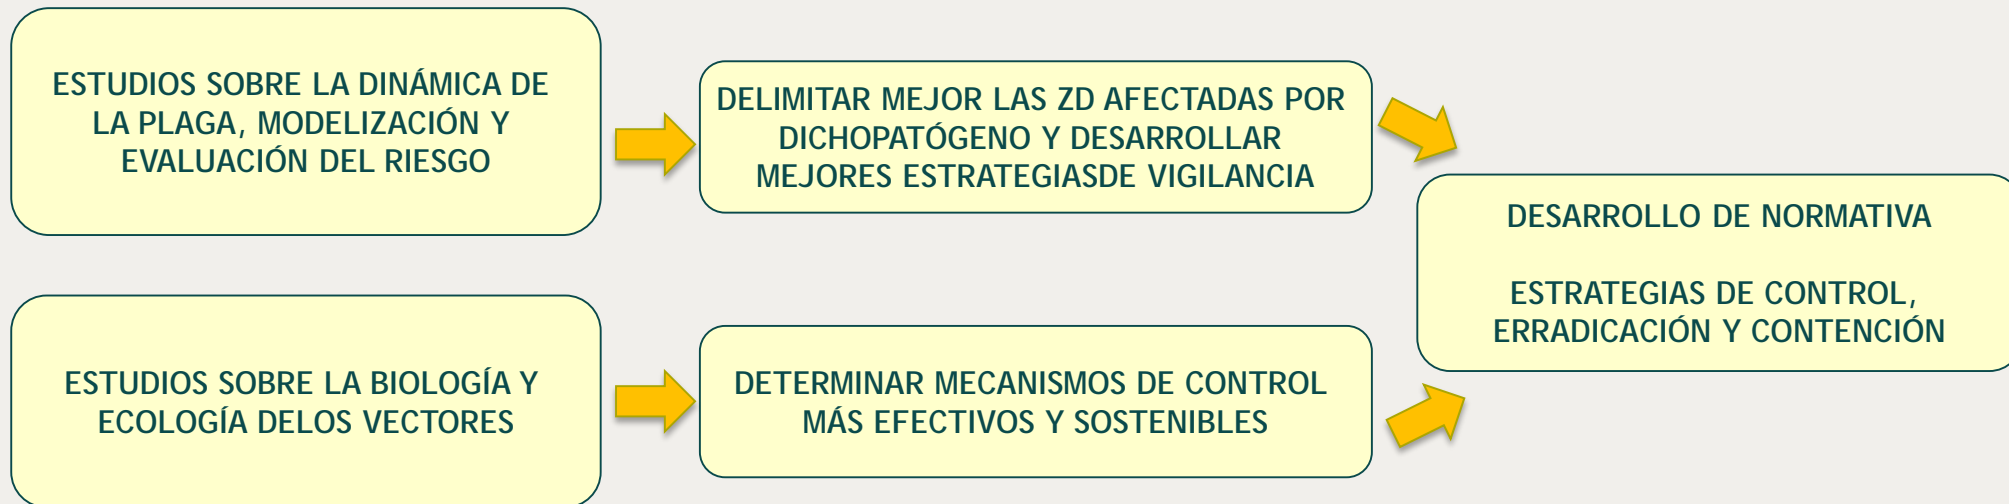 ESTUDIOS SOBRE LA DINÁMICA DE
LA PLAGA, MODELIZACIÓN Y
EVALUACIÓN DEL RIESGO
DELIMITAR MEJOR LAS ZD AFECTADAS POR
DICHOPATÓGENO Y DESARROLLAR
MEJORES ESTRATEGIASDE VIGILANCIA
ESTUDIOS SOBRE LA BIOLOGÍA Y
ECOLOGÍA DELOS VECTORES
DETERMINAR MECANISMOS DE CONTROL
MÁS EFECTIVOS Y SOSTENIBLES
DESARROLLO DE NORMATIVA
ESTRATEGIAS DE CONTROL,
ERRADICACIÓN Y CONTENCIÓN